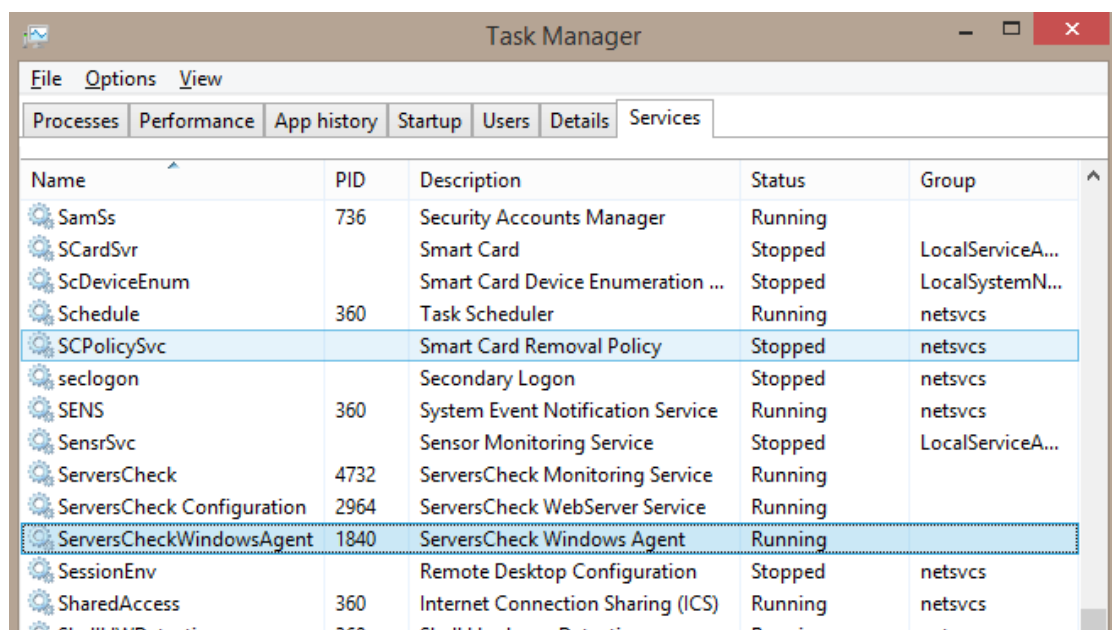 Task Manager
File Options View
Processes Performance App history Startup Users Details Services
Name PID Description Status Group
SamSs 736 Security Accounts Manager Running
SCardSvr Smart Card Stopped LocalServiceA...
ScDeviceEnum Smart Card Device Enumeration ... Stopped LocalSystemN...
Schedule 360 Task Scheduler Running netsvcs
SCPolicySvc Smart Card Removal Policy Stopped netsvcs
seclogon Secondary Logon Stopped netsvcs
SENS 360 System Event Notification Service Running netsvcs
SensrSvc Sensor Monitoring Service Stopped LocalServiceA...
ServersCheck 4732 ServersCheck Monitoring Service Running
ServersCheck Configuration 2964 ServersCheck WebServer Service Running
ServersCheckWindowsAgent 1840 ServersCheck Windows Agent Running
SessionEnv Remote Desktop Configuration Stopped netsvcs
SharedAccess 360 Internet Connection Sharing (ICS) Running netsvcs